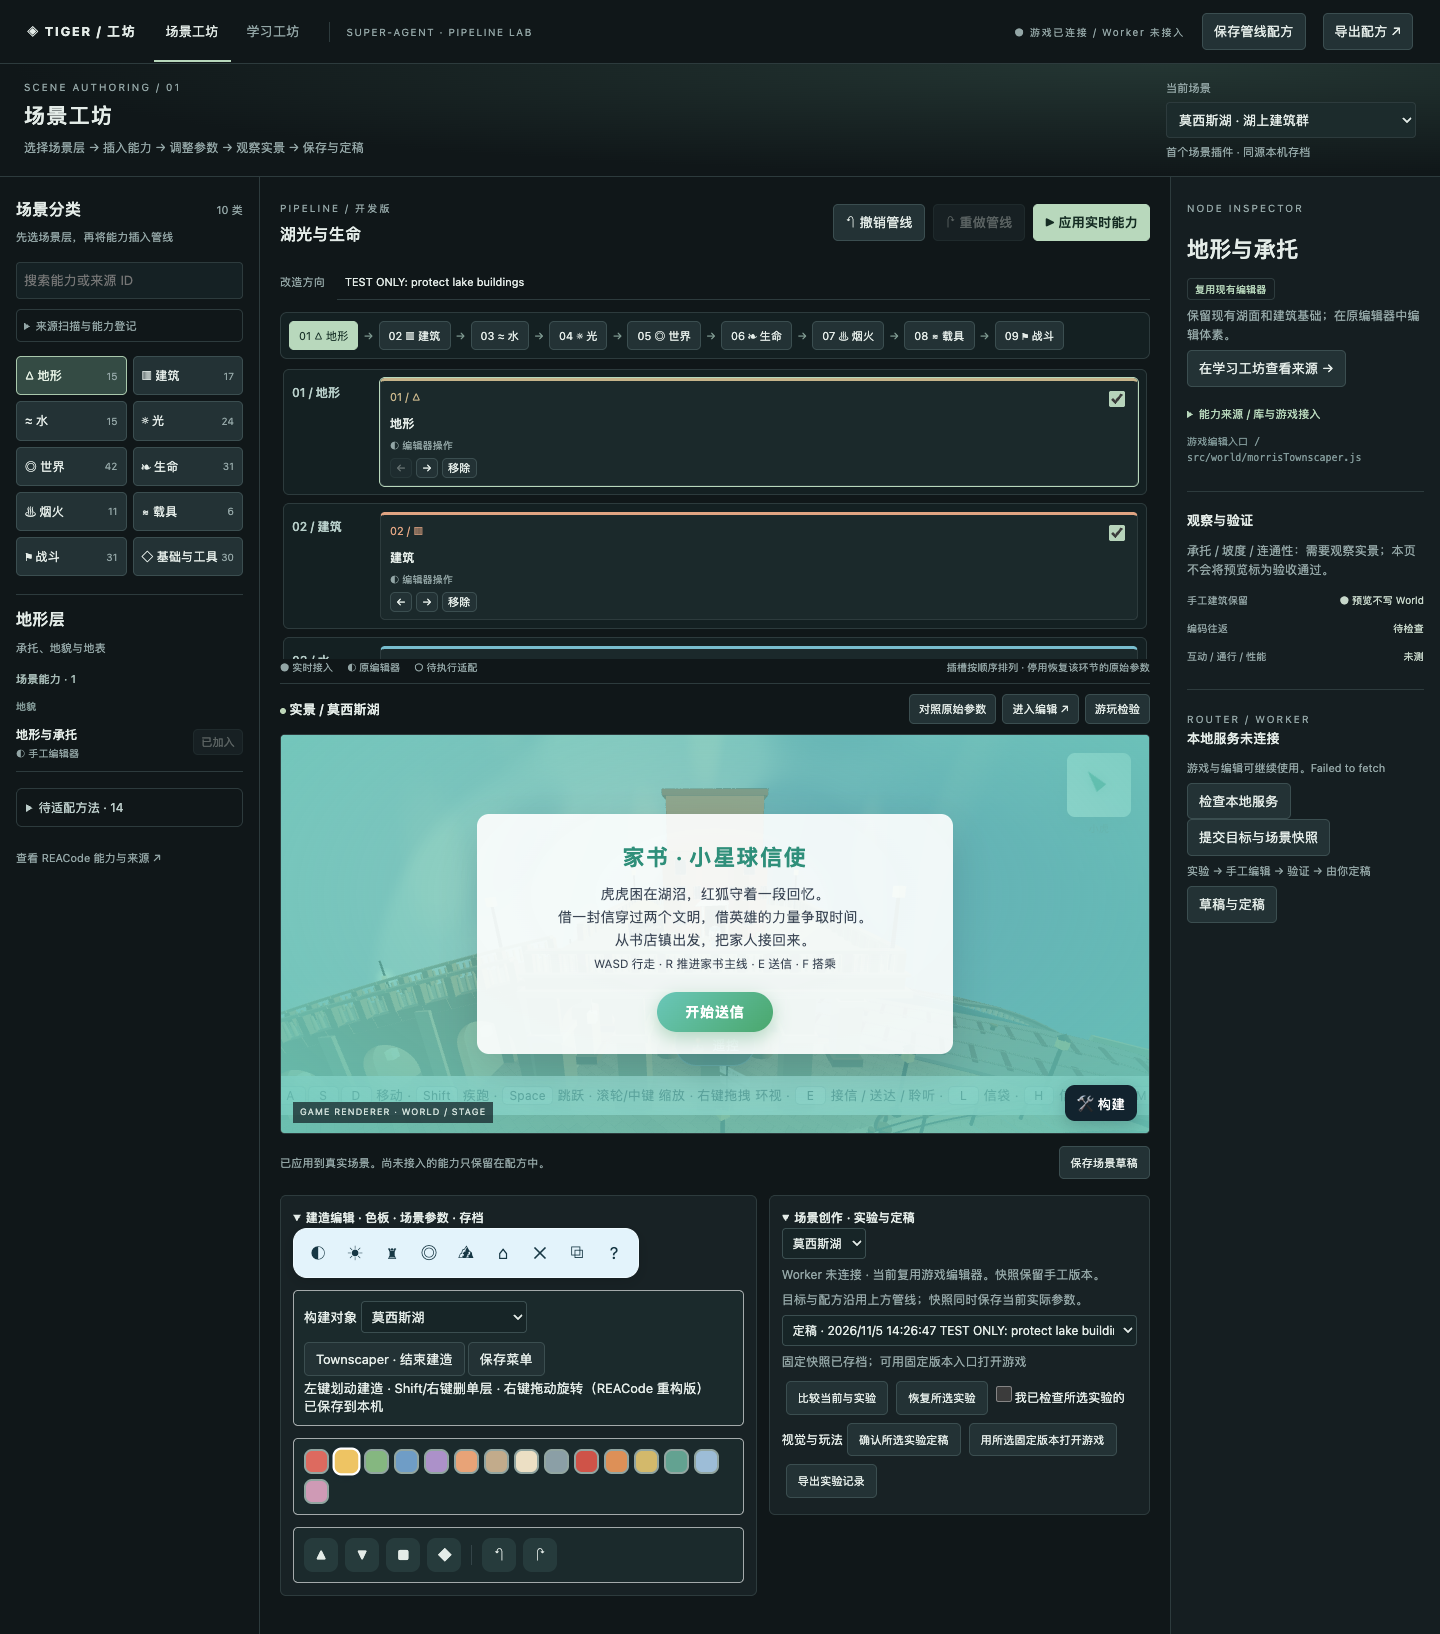 ◈ TIGER / 工坊
场景工坊
学习工坊
SUPER-AGENT · PIPELINE LAB
游戏已连接 / Worker 未接入
保存管线配方
导出配方 ↗
SCENE AUTHORING / 01
场景工坊
选择场景层 → 插入能力 → 调整参数 → 观察实景 → 保存与定稿
当前场景
莫西斯湖 · 湖上建筑群
首个场景插件 · 同源本机存档
场景分类
10 类
先选场景层，再将能力插入管线
搜索能力或来源 ID
▶ 来源扫描与能力登记
△ 地形 15
▥ 建筑 17
≈ 水 15
☼ 光 24
◎ 世界 42
❧ 生命 31
♨ 烟火 11
≋ 载具 6
⚑ 战斗 31
◇ 基础与工具 30
地形层
承托、地貌与地表
场景能力 · 1
地貌
地形与承托
◐ 手工编辑器
已加入
▶ 待适配方法 · 14
查看 REACode 能力与来源 ↗
PIPELINE / 开发版
湖光与生命
撤销管线
重做管线
▶ 应用实时能力
改造方向
TEST ONLY: protect lake buildings
01 △ 地形 → 02 ▥ 建筑 → 03 ≈ 水 → 04 ☼ 光 → 05 ◎ 世界 → 06 ❧ 生命 → 07 ♨ 烟火 → 08 ≋ 载具 → 09 ⚑ 战斗
01 / 地形
01 / △
地形
◐ 编辑器操作
← → 移除
02 / 建筑
02 / ▥
建筑
◐ 编辑器操作
← → 移除
● 实时接入 ◐ 原编辑器 ○ 待执行适配
插槽按顺序排列 · 停用恢复该环节的原始参数
实景 / 莫西斯湖
对照原始参数
进入编辑 ↗
游玩检验
家书 · 小星球信使
虎虎困在湖沼，红狐守着一段回忆。
借一封信穿过两个文明，借英雄的力量争取时间。
从书店镇出发，把家人接回来。
WASD 行走 · R 推进家书主线 · E 送信 · F 搭乘
开始送信
A S D 移动 · Shift 疾跑 · Space 跳跃 · 滚轮/中键 缩放 · 右键拖拽 环视 · E 接信 / 送达 / 聆听 · L 信袋 · H
GAME RENDERER · WORLD / STAGE
构建
已应用到真实场景。尚未接入的能力只保留在配方中。
保存场景草稿
▼ 建造编辑 · 色板 · 场景参数 · 存档
?
构建对象 莫西斯湖
Townscaper · 结束建造
保存菜单
左键划动建造 · Shift/右键删单层 · 右键拖动旋转（REACode 重构版）
已保存到本机
▼ 场景创作 · 实验与定稿
莫西斯湖
Worker 未连接 · 当前复用游戏编辑器。快照保留手工版本。
目标与配方沿用上方管线；快照同时保存当前实际参数。
定稿 · 2026/11/5 14:26:47 TEST ONLY: protect lake buildi
固定快照已存档；可用固定版本入口打开游戏
比较当前与实验
恢复所选实验
我已检查所选实验的
视觉与玩法
确认所选实验定稿
用所选固定版本打开游戏
导出实验记录
NODE INSPECTOR
地形与承托
复用现有编辑器
保留现有湖面和建筑基础；在原编辑器中编
辑体素。
在学习工坊查看来源 →
▶ 能力来源 / 库与游戏接入
游戏编辑入口 /
src/world/morrisTownscaper.js
观察与验证
承托 / 坡度 / 连通性：需要观察实景；本页
不会将预览标为验收通过。
手工建筑保留
● 预览不写 World
编码往返
待检查
互动 / 通行 / 性能
未测
ROUTER / WORKER
本地服务未连接
游戏与编辑可继续使用。Failed to fetch
检查本地服务
提交目标与场景快照
实验 → 手工编辑 → 验证 → 由你定稿
草稿与定稿